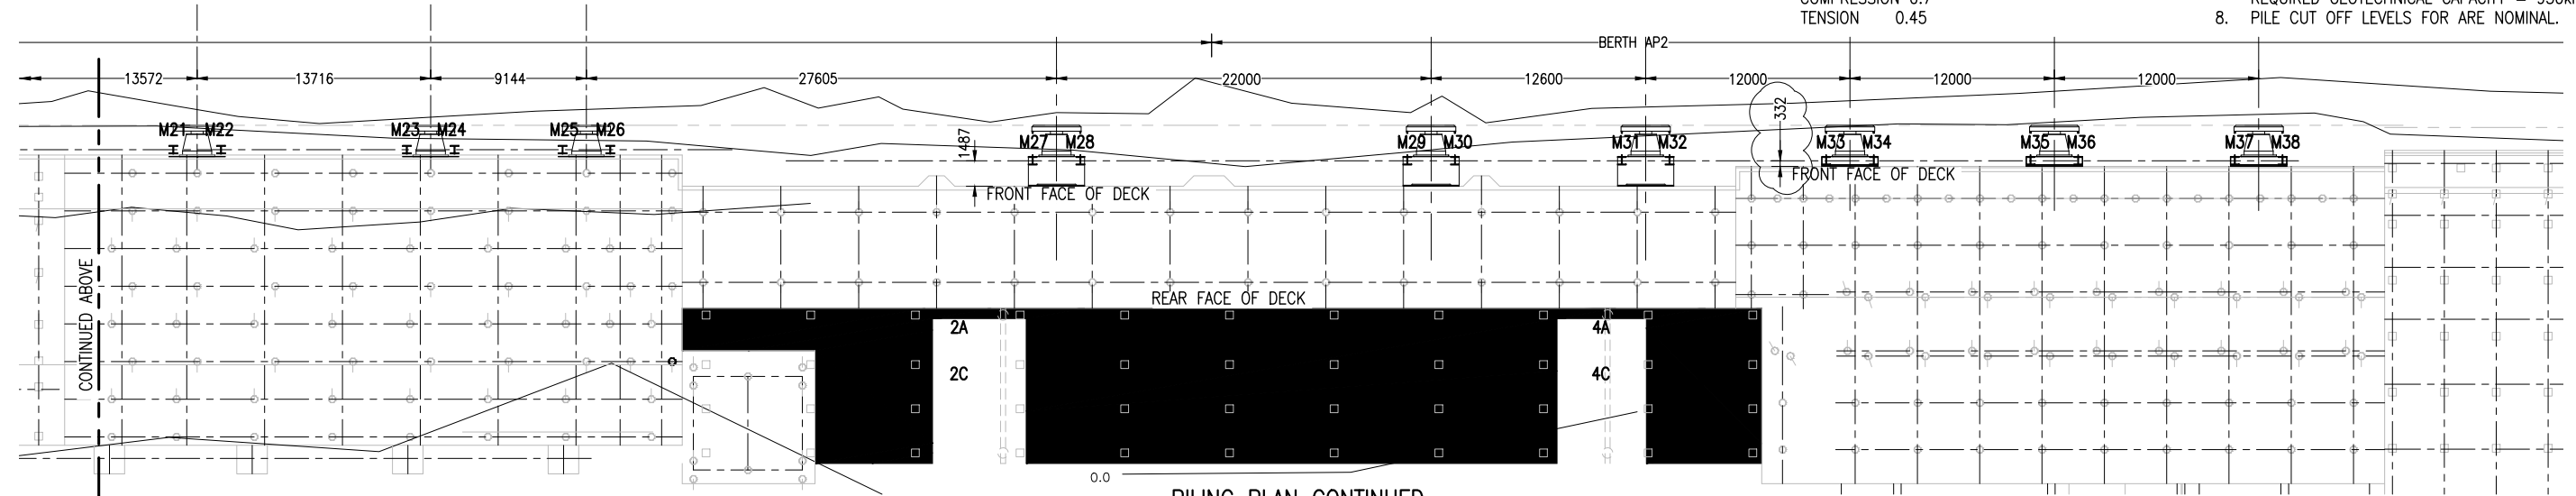 COMPRESSION 0.7
TENSION 0.45
8. PILE CUT OFF LEVELS FOR ARE NOMINAL.
BERTH AP2
13572
13716
9144
27605
22000
12600
12000
12000
12000
332
M21 M22
M23 M24
M25 M26
1487
M27 M28
M29 M30
M31 M32
M33 M34
M35 M36
M37 M38
FRONT FACE OF DECK
FRONT FACE OF DECK
CONTINUED ABOVE
REAR FACE OF DECK
2A
4A
2C
4C
0.0
PILING PLAN CONTINUED